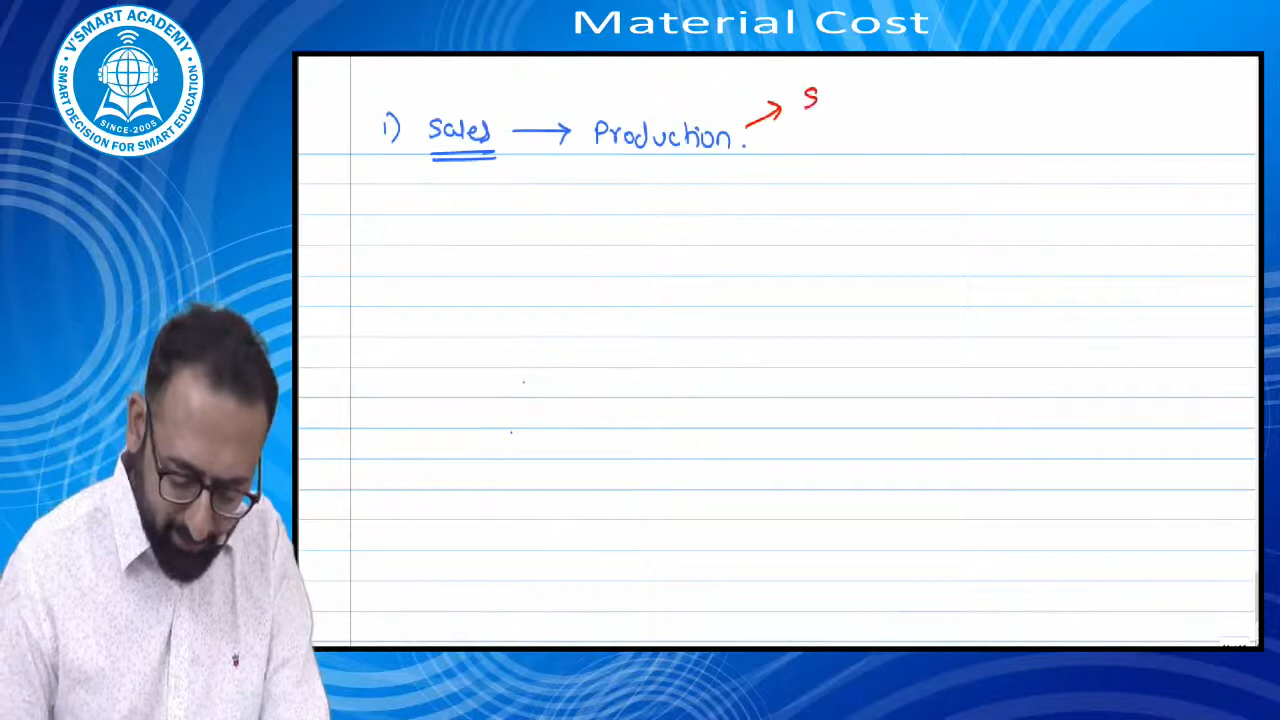 Material Cost
V'SMART ACADEMY
SINCE-2005
SMART DECISION FOR SMART EDUCATION
1) Sales → Production. → S